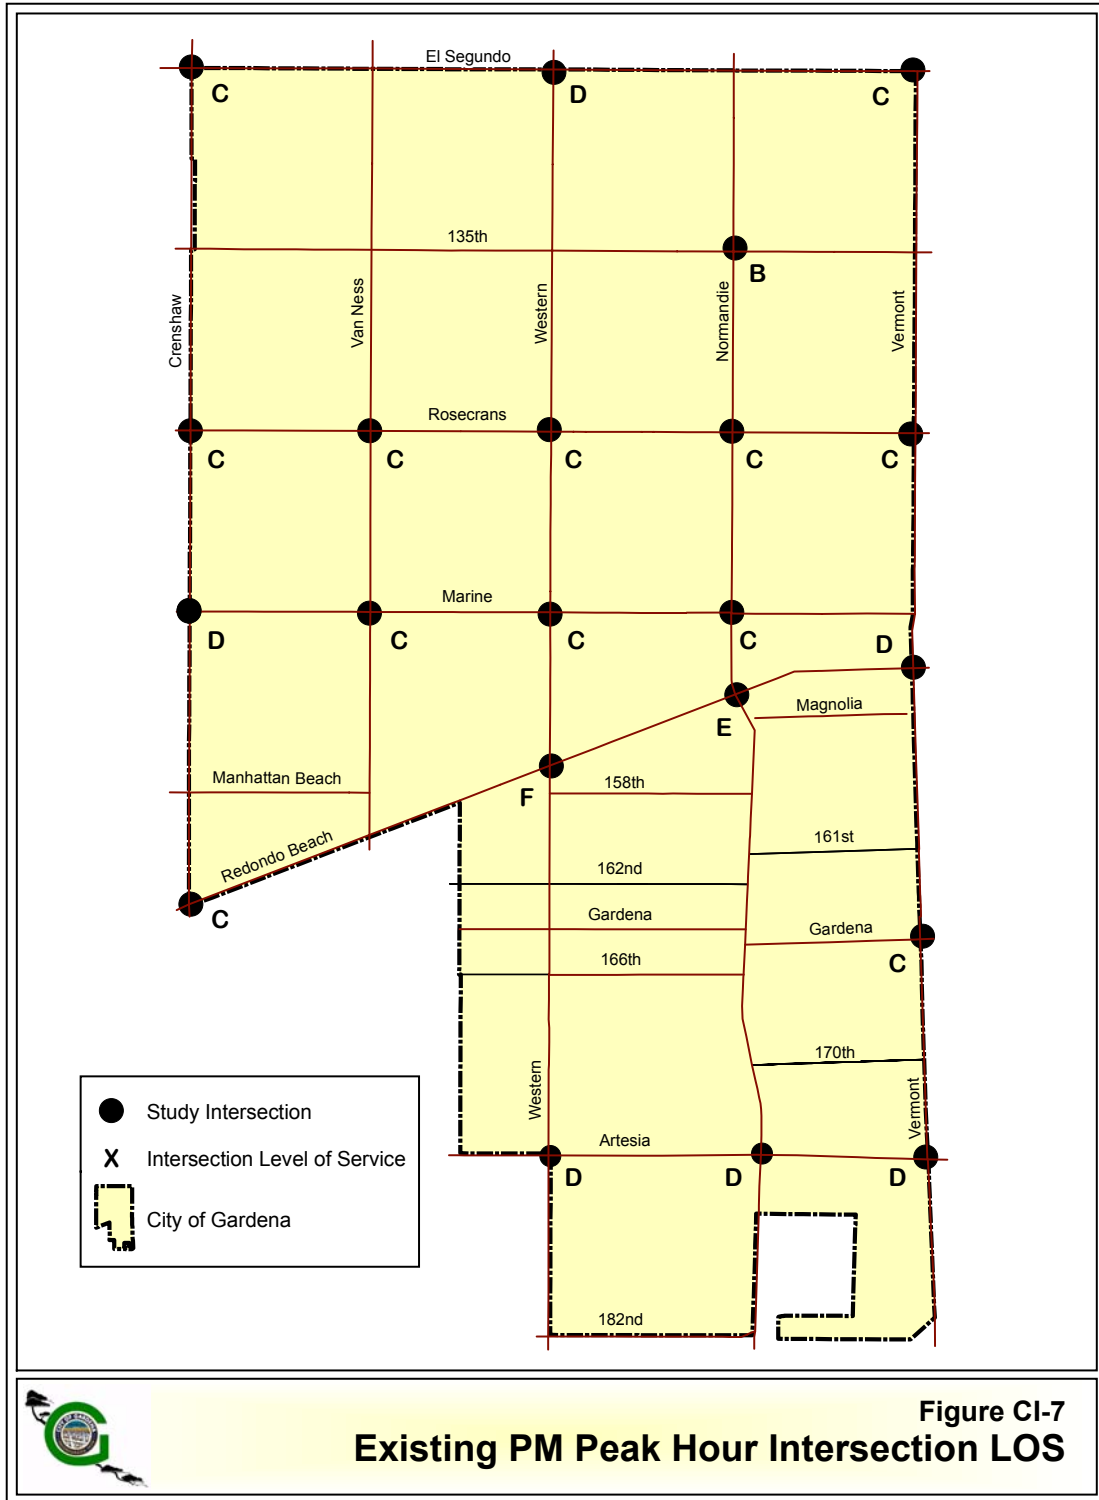 El Segundo
C
D
C
135th
B
Crenshaw
Van Ness
Western
Normandie
Vermont
Rosecrans
C
C
C
C
C
Marine
D
C
C
C
D
E
Magnolia
Manhattan Beach
F
158th
Redondo Beach
161st
162nd
C
Gardena
Gardena
C
166th
170th
Western
Vermont
Artesia
D
D
D
182nd
Study Intersection
X Intersection Level of Service
City of Gardena
Figure CI-7
Existing PM Peak Hour Intersection LOS